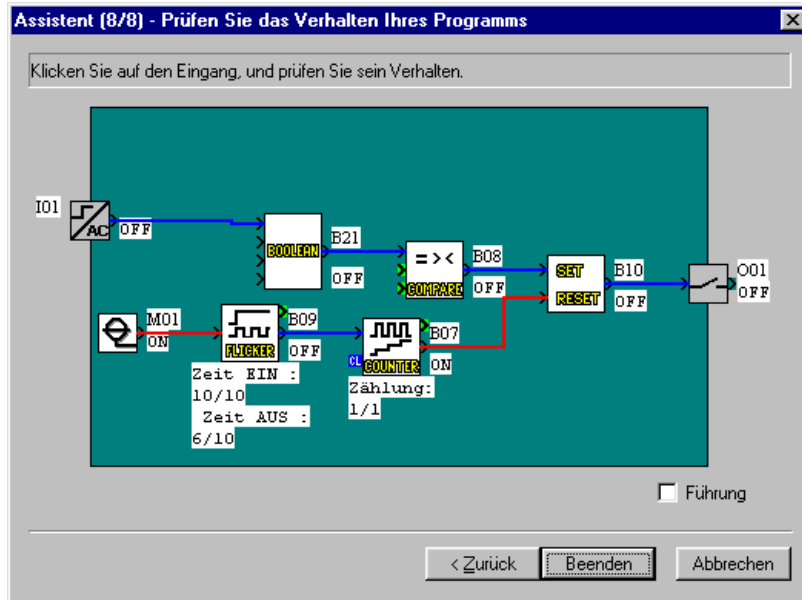 Assistent (8/8) - Prüfen Sie das Verhalten Ihres Programms
Klicken Sie auf den Eingang, und prüfen Sie sein Verhalten.
I01
AC
OFF
BOOLEAN
B21
OFF
=><
COMPARE
B08
OFF
SET
RESET
B10
OFF
O01
OFF
M01
ON
FLICKER
B09
OFF
CL
COUNTER
B07
ON
Zeit EIN :
10/10
Zeit AUS :
6/10
Zählung:
1/1
Führung
< Zurück
Beenden
Abbrechen